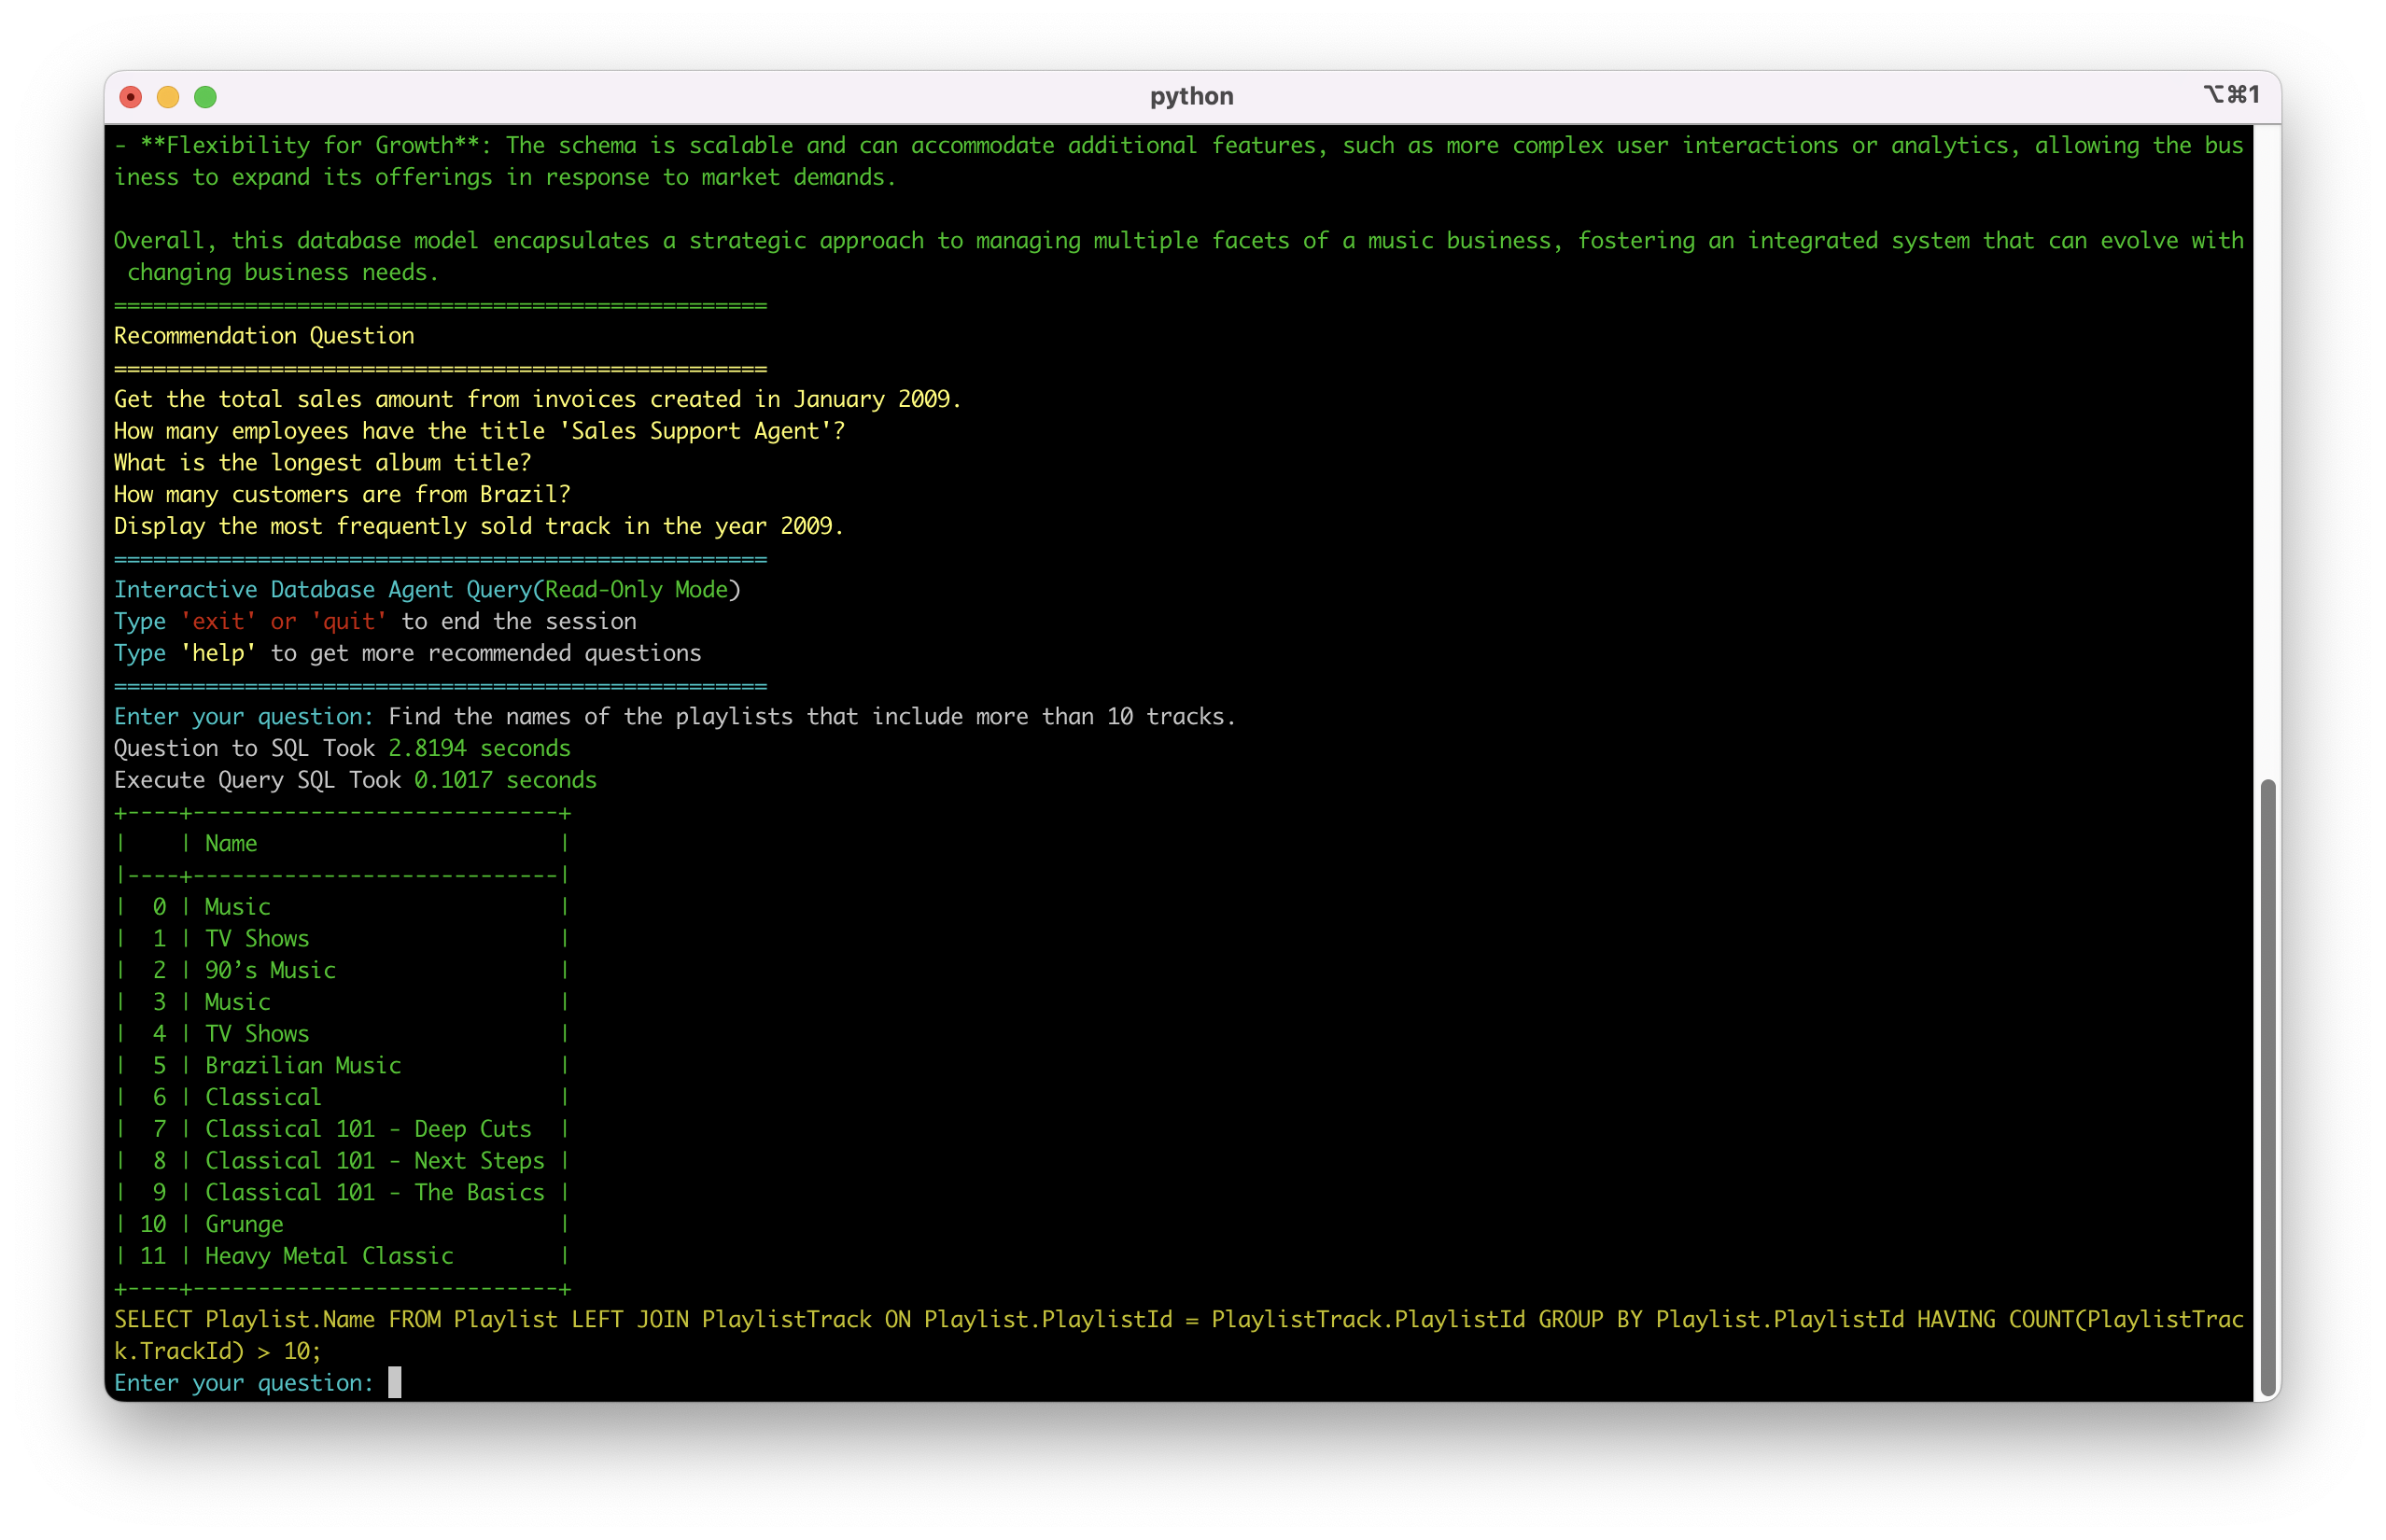 python
⌥⌘1
- **Flexibility for Growth**: The schema is scalable and can accommodate additional features, such as more complex user interactions or analytics, allowing the bus
iness to expand its offerings in response to market demands.
Overall, this database model encapsulates a strategic approach to managing multiple facets of a music business, fostering an integrated system that can evolve with
 changing business needs.
==================================================
Recommendation Question
==================================================
Get the total sales amount from invoices created in January 2009.
How many employees have the title 'Sales Support Agent'?
What is the longest album title?
How many customers are from Brazil?
Display the most frequently sold track in the year 2009.
==================================================
Interactive Database Agent Query(Read-Only Mode)
Type 'exit' or 'quit' to end the session
Type 'help' to get more recommended questions
==================================================
Enter your question: Find the names of the playlists that include more than 10 tracks.
Question to SQL Took 2.8194 seconds
Execute Query SQL Took 0.1017 seconds
+----+----------------------------+
|    | Name                       |
|----+----------------------------|
|  0 | Music                      |
|  1 | TV Shows                   |
|  2 | 90’s Music                 |
|  3 | Music                      |
|  4 | TV Shows                   |
|  5 | Brazilian Music            |
|  6 | Classical                  |
|  7 | Classical 101 - Deep Cuts  |
|  8 | Classical 101 - Next Steps |
|  9 | Classical 101 - The Basics |
| 10 | Grunge                     |
| 11 | Heavy Metal Classic        |
+----+----------------------------+
SELECT Playlist.Name FROM Playlist LEFT JOIN PlaylistTrack ON Playlist.PlaylistId = PlaylistTrack.PlaylistId GROUP BY Playlist.PlaylistId HAVING COUNT(PlaylistTrac
k.TrackId) > 10;
Enter your question: